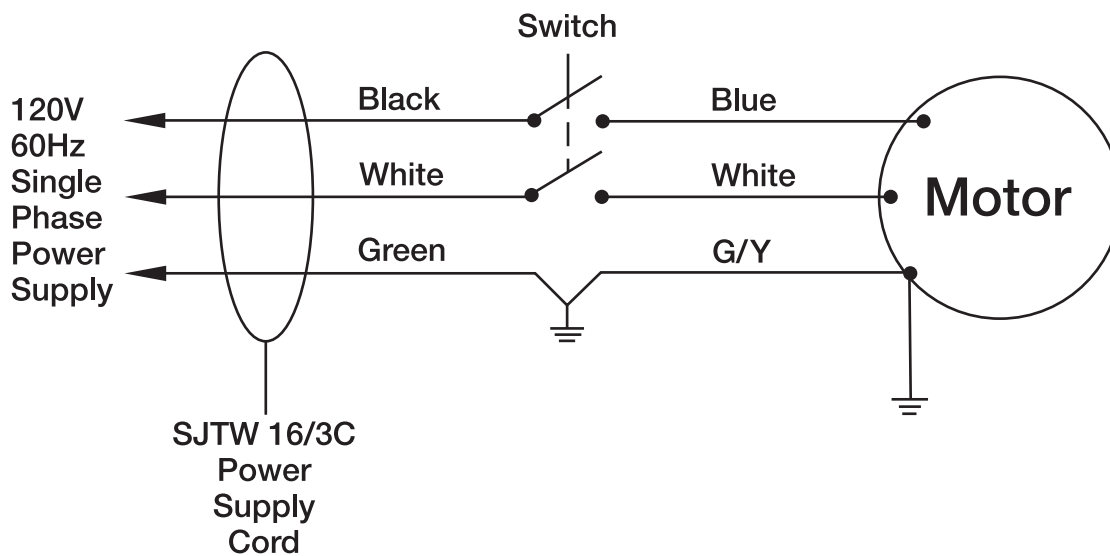 Switch
120V
60Hz
Single
Phase
Power
Supply
Black
Blue
White
White
Motor
Green
G/Y
SJTW 16/3C
Power
Supply
Cord